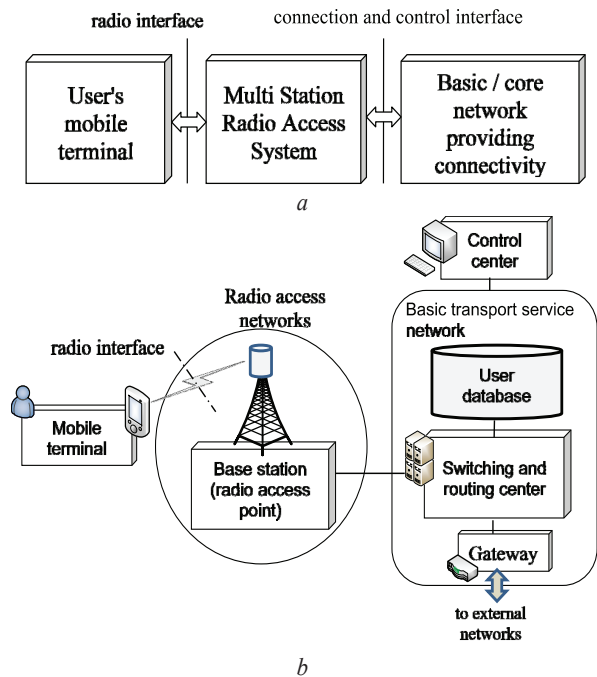 radio interface
connection and control interface
User's
mobile
terminal
Multi Station
Radio Access
System
Basic / core
network
providing
connectivity
a
Control
center
Radio access
networks
Basic transport service
network
radio interface
User
database
Mobile
terminal
Base station
(radio access
point)
Switching and
routing center
Gateway
to external
networks
b